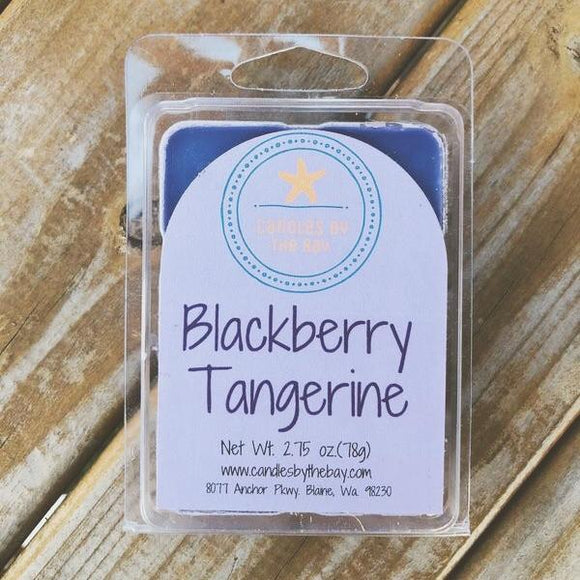 Candles by
the Bay
Blackberry
Tangerine
Net Wt. 2.75 oz.(78g)
www.candlesbythebay.com
8077 Anchor Pkwy. Blaine, Wa. 98230